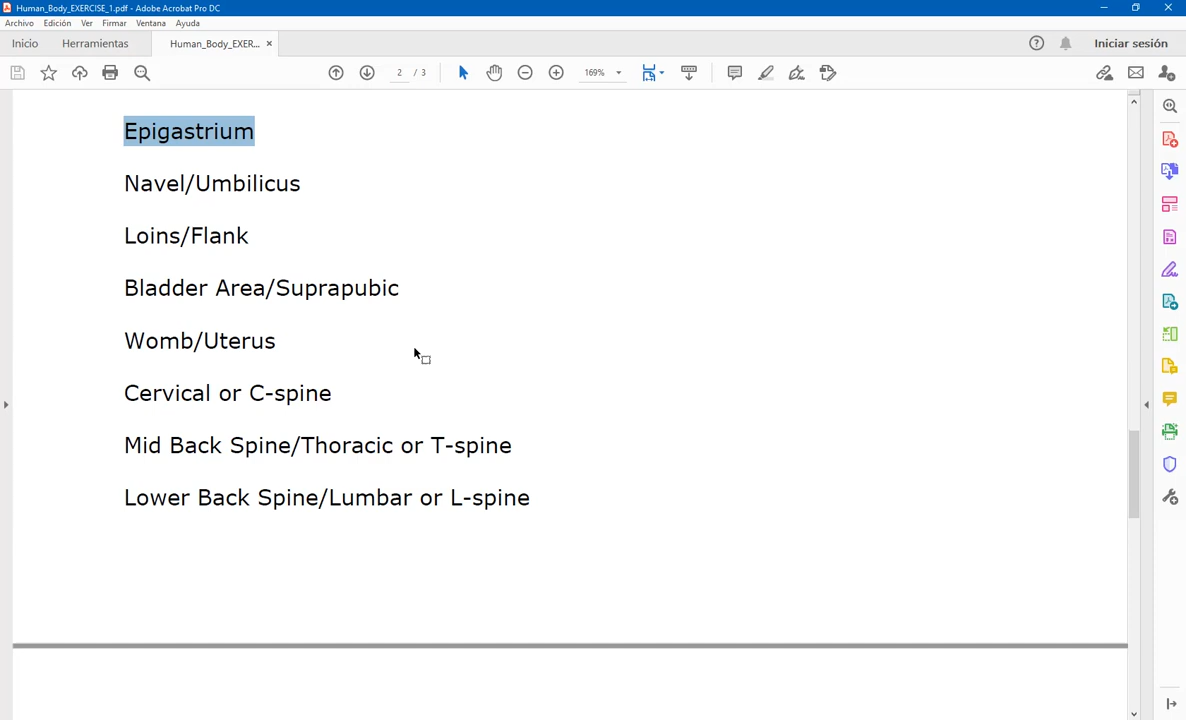 Human_Body_EXERCISE_1.pdf - Adobe Acrobat Pro DC
Archivo Edición Ver Firmar Ventana Ayuda
Inicio Herramientas Human_Body_EXER... × Iniciar sesión
2 / 3 169%
Epigastrium
Navel/Umbilicus
Loins/Flank
Bladder Area/Suprapubic
Womb/Uterus
Cervical or C-spine
Mid Back Spine/Thoracic or T-spine
Lower Back Spine/Lumbar or L-spine